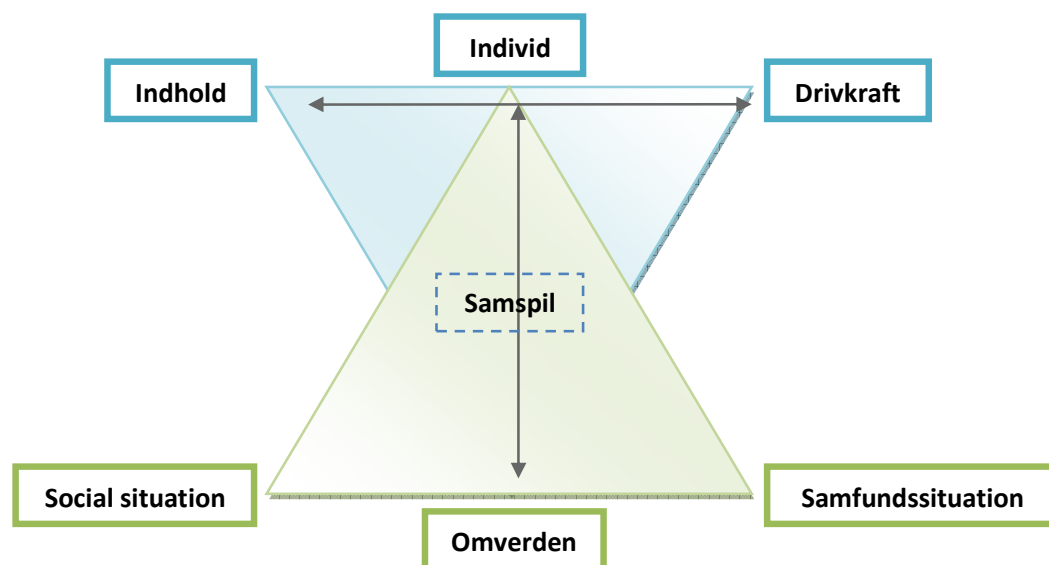 Individ
Indhold
Drivkraft
Samspil
Social situation
Samfundssituation
Omverden